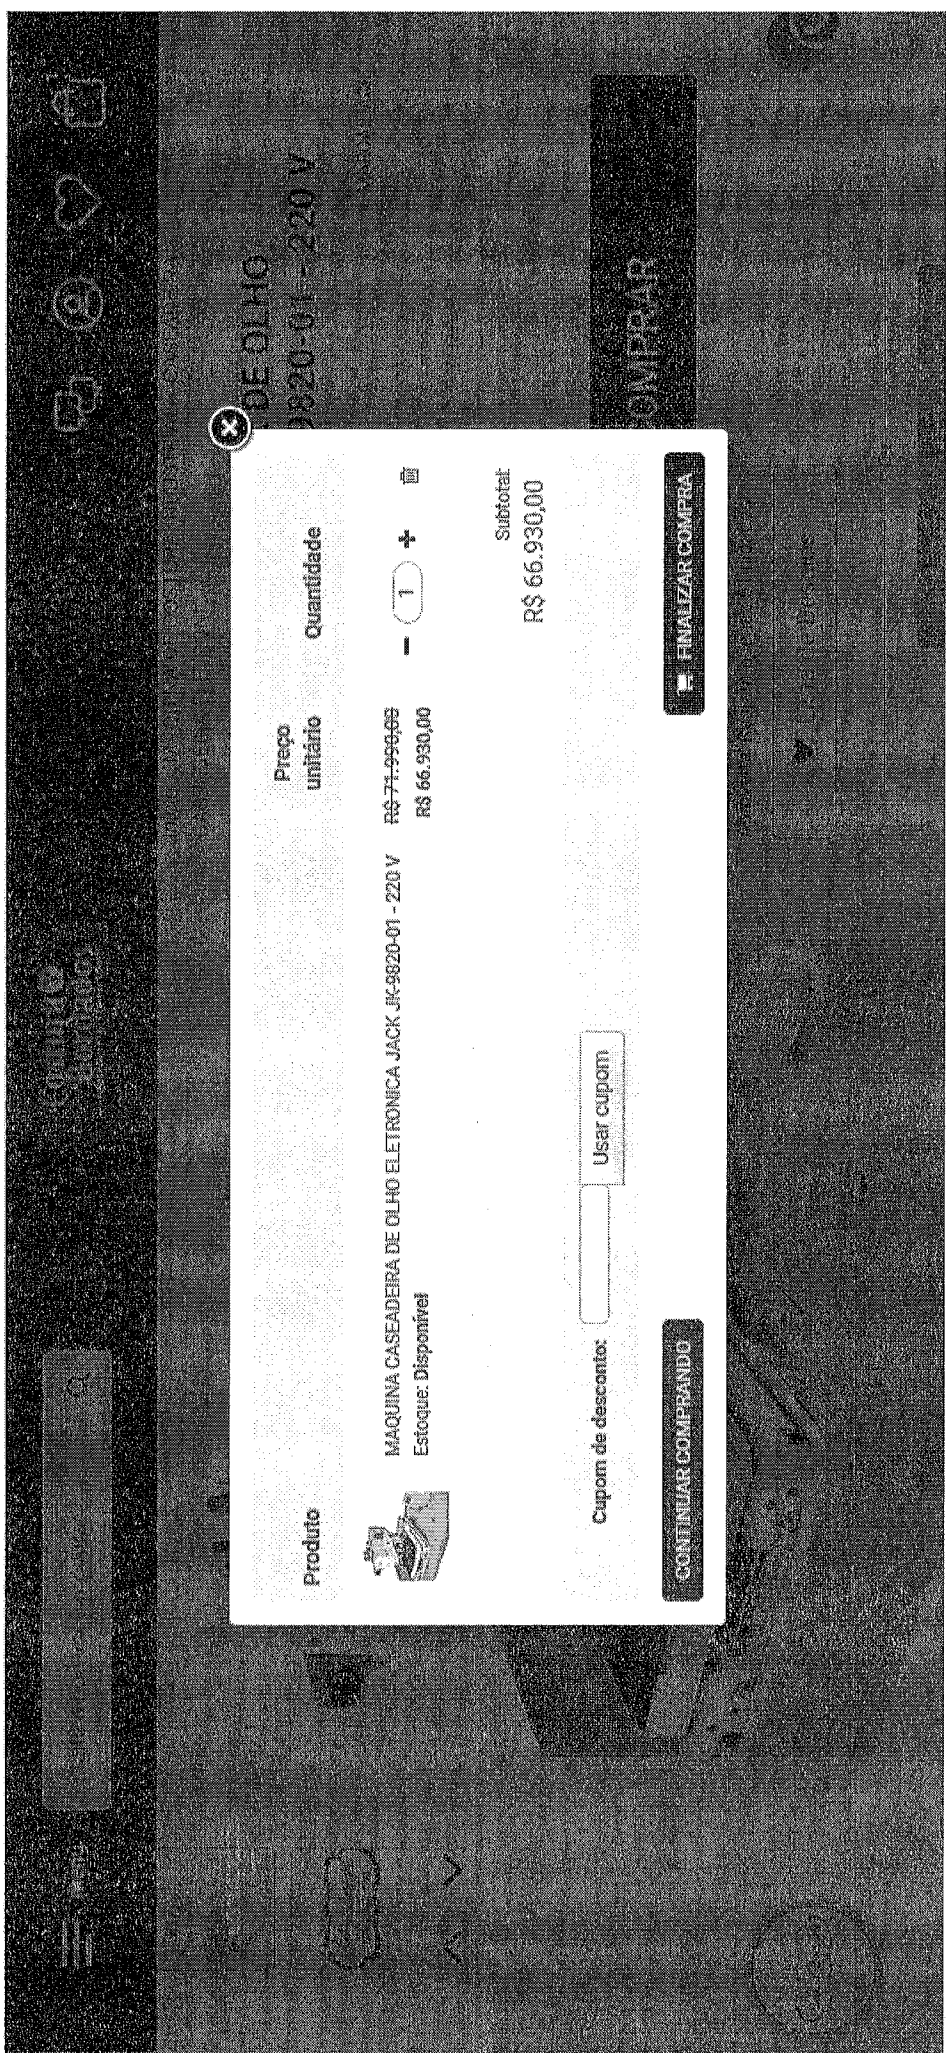 DE OLHO
9820-01 - 220 V
COMPRAR
Produto
Preço unitário
Quantidade
MAQUINA CASEADEIRA DE OLHO ELETRONICA JACK JK-9820-01 - 220 V
Estoque: Disponível
R$ 71.990,00
R$ 66.930,00
1
Subtotal:
R$ 66.930,00
Cupom de desconto:
Usar cupom
CONTINUAR COMPRANDO
FINALIZAR COMPRA